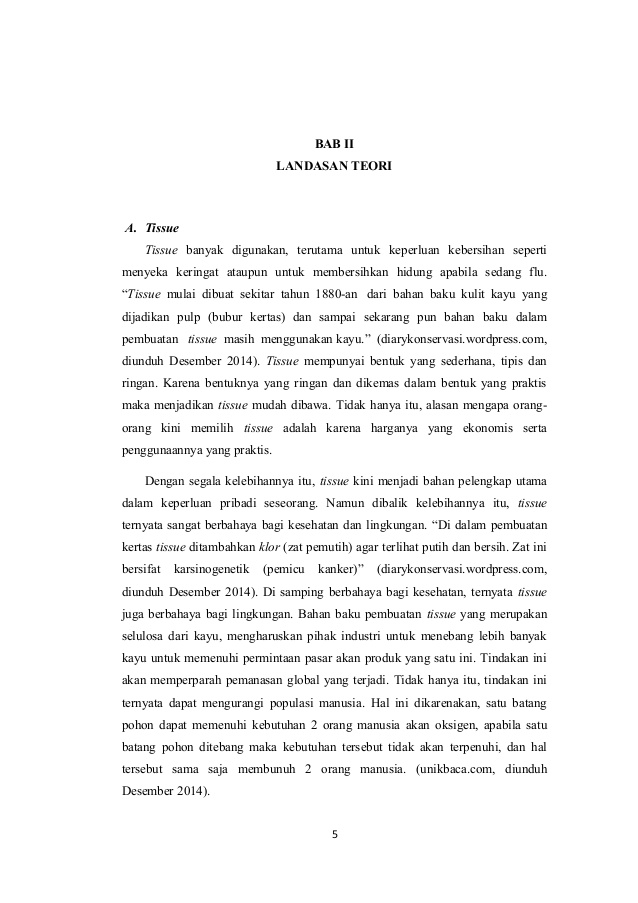 BAB II
LANDASAN TEORI
A. Tissue
Tissue banyak digunakan, terutama untuk keperluan kebersihan seperti
menyeka keringat ataupun untuk membersihkan hidung apabila sedang flu.
“Tissue mulai dibuat sekitar tahun 1880-an dari bahan baku kulit kayu yang
dijadikan pulp (bubur kertas) dan sampai sekarang pun bahan baku dalam
pembuatan tissue masih menggunakan kayu.” (diarykonservasi.wordpress.com,
diunduh Desember 2014). Tissue mempunyai bentuk yang sederhana, tipis dan
ringan. Karena bentuknya yang ringan dan dikemas dalam bentuk yang praktis
maka menjadikan tissue mudah dibawa. Tidak hanya itu, alasan mengapa orang-
orang kini memilih tissue adalah karena harganya yang ekonomis serta
penggunaannya yang praktis.
Dengan segala kelebihannya itu, tissue kini menjadi bahan pelengkap utama
dalam keperluan pribadi seseorang. Namun dibalik kelebihannya itu, tissue
ternyata sangat berbahaya bagi kesehatan dan lingkungan. “Di dalam pembuatan
kertas tissue ditambahkan klor (zat pemutih) agar terlihat putih dan bersih. Zat ini
bersifat karsinogenetik (pemicu kanker)” (diarykonservasi.wordpress.com,
diunduh Desember 2014). Di samping berbahaya bagi kesehatan, ternyata tissue
juga berbahaya bagi lingkungan. Bahan baku pembuatan tissue yang merupakan
selulosa dari kayu, mengharuskan pihak industri untuk menebang lebih banyak
kayu untuk memenuhi permintaan pasar akan produk yang satu ini. Tindakan ini
akan memperparah pemanasan global yang terjadi. Tidak hanya itu, tindakan ini
ternyata dapat mengurangi populasi manusia. Hal ini dikarenakan, satu batang
pohon dapat memenuhi kebutuhan 2 orang manusia akan oksigen, apabila satu
batang pohon ditebang maka kebutuhan tersebut tidak akan terpenuhi, dan hal
tersebut sama saja membunuh 2 orang manusia. (unikbaca.com, diunduh
Desember 2014).
5